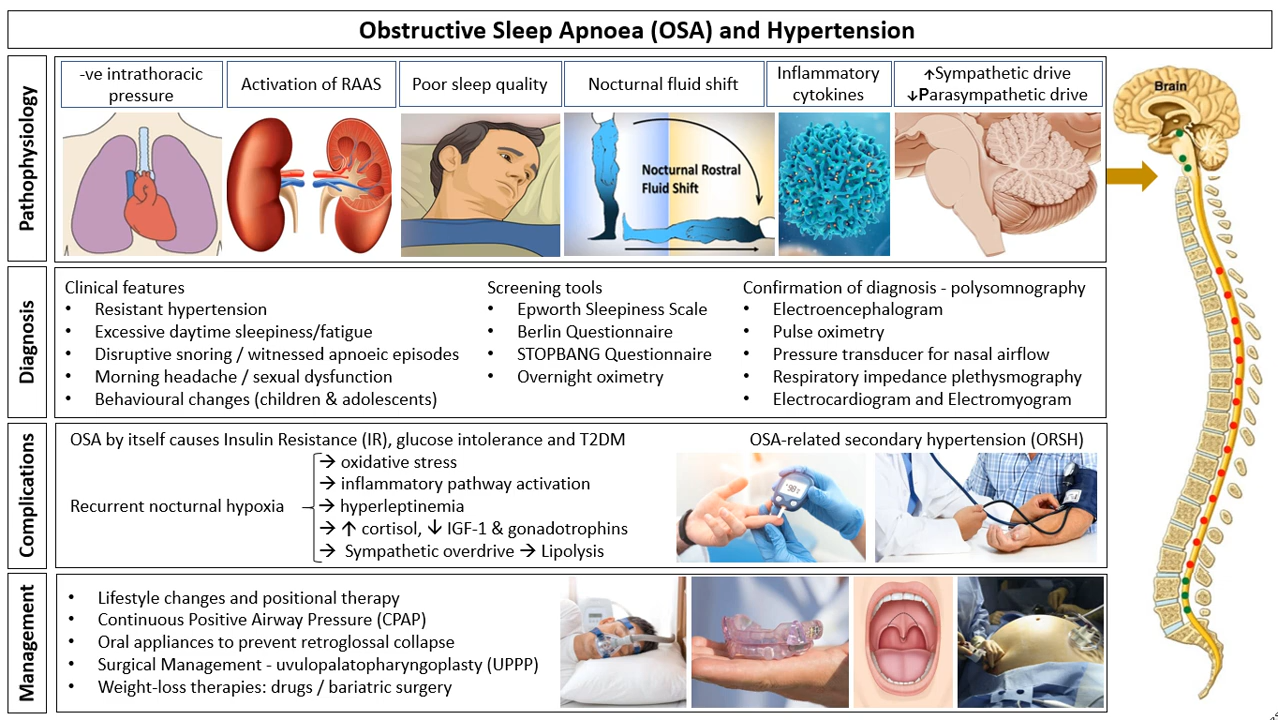 Obstructive Sleep Apnoea (OSA) and Hypertension
Pathophysiology
-ve intrathoracic
pressure
Activation of RAAS
Poor sleep quality
Nocturnal fluid shift
Inflammatory
cytokines
↑Sympathetic drive
↓Parasympathetic drive
Nocturnal Rostral
Fluid Shift
Brain
Diagnosis
Clinical features
• Resistant hypertension
• Excessive daytime sleepiness/fatigue
• Disruptive snoring / witnessed apnoeic episodes
• Morning headache / sexual dysfunction
• Behavioural changes (children & adolescents)
Screening tools
• Epworth Sleepiness Scale
• Berlin Questionnaire
• STOPBANG Questionnaire
• Overnight oximetry
Confirmation of diagnosis - polysomnography
• Electroencephalogram
• Pulse oximetry
• Pressure transducer for nasal airflow
• Respiratory impedance plethysmography
• Electrocardiogram and Electromyogram
Complications
OSA by itself causes Insulin Resistance (IR), glucose intolerance and T2DM
Recurrent nocturnal hypoxia
→ oxidative stress
→ inflammatory pathway activation
→ hyperleptinemia
→ ↑ cortisol, ↓ IGF-1 & gonadotrophins
→ Sympathetic overdrive → Lipolysis
OSA-related secondary hypertension (ORSH)
Management
• Lifestyle changes and positional therapy
• Continuous Positive Airway Pressure (CPAP)
• Oral appliances to prevent retroglossal collapse
• Surgical Management - uvulopalatopharyngoplasty (UPPP)
• Weight-loss therapies: drugs / bariatric surgery